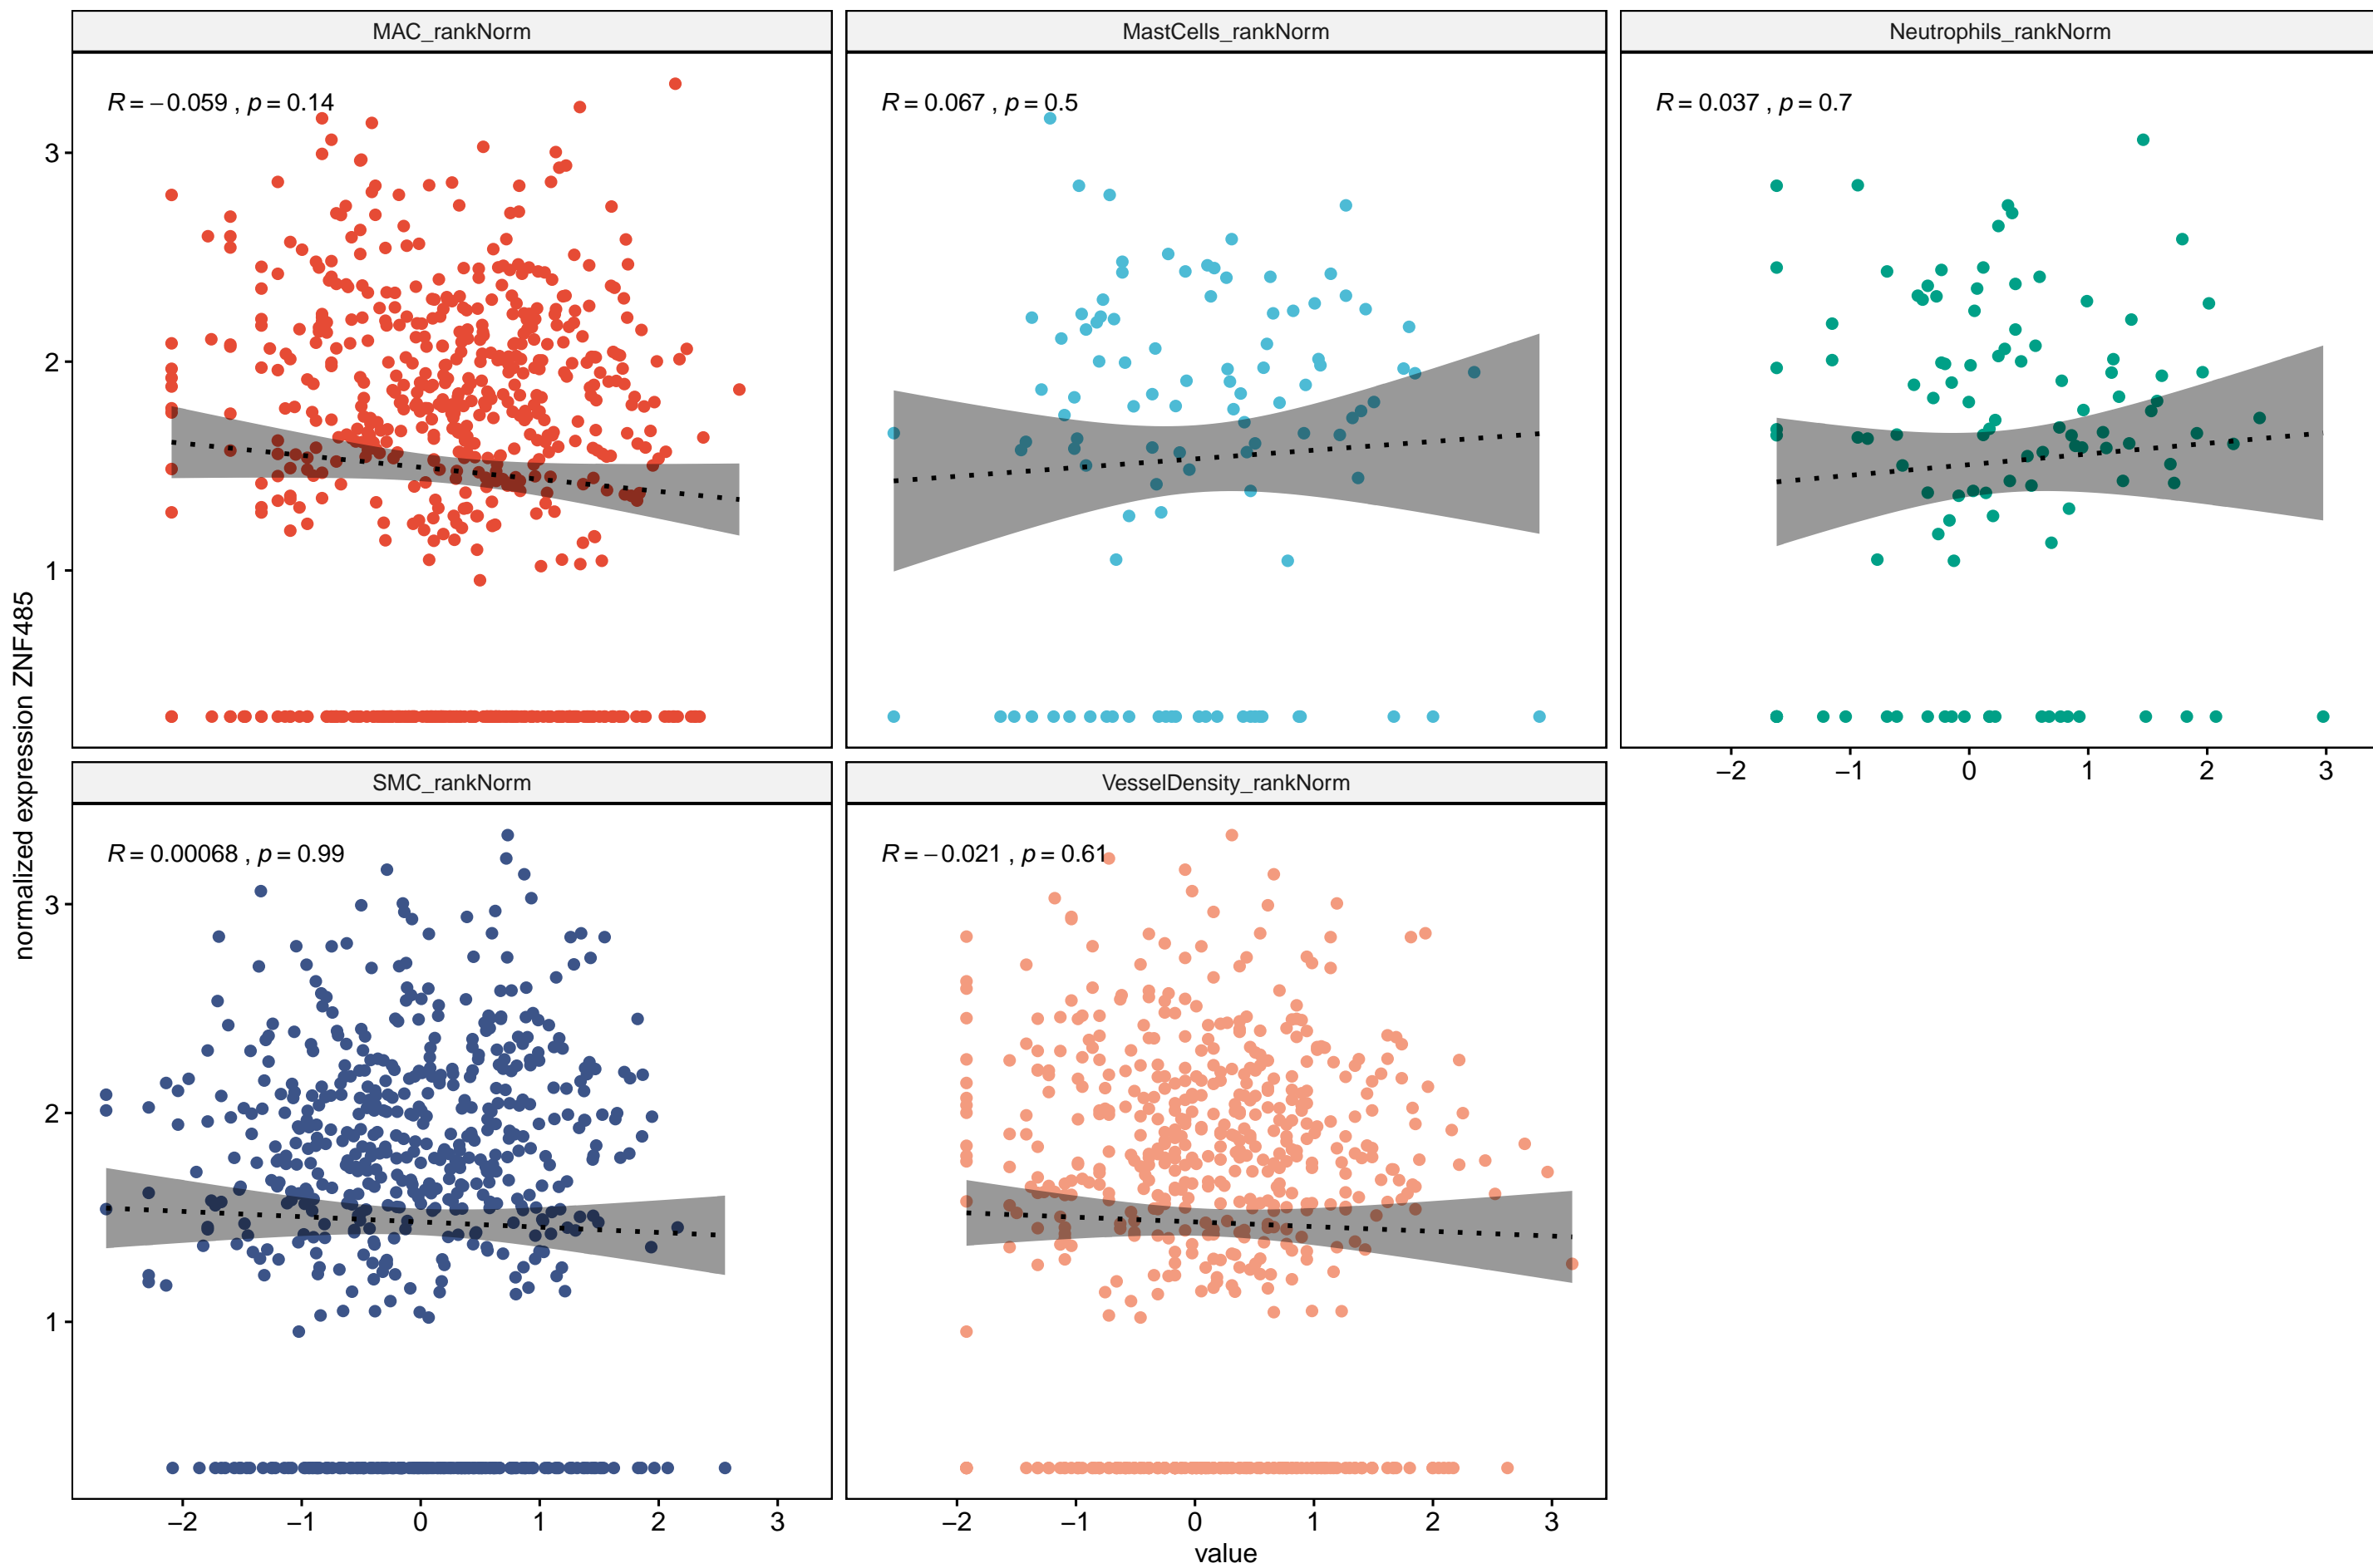 MAC_rankNorm
MastCells_rankNorm
Neutrophils_rankNorm
R = −0.059 , p = 0.14
R = 0.067 , p = 0.5
R = 0.037 , p = 0.7
3
2
1
−2 −1 0 1 2 3
normalized expression ZNF485
SMC_rankNorm
VesselDensity_rankNorm
R = 0.00068 , p = 0.99
R = −0.021 , p = 0.61
3
2
1
−2 −1 0 1 2 3
−2 −1 0 1 2 3
value